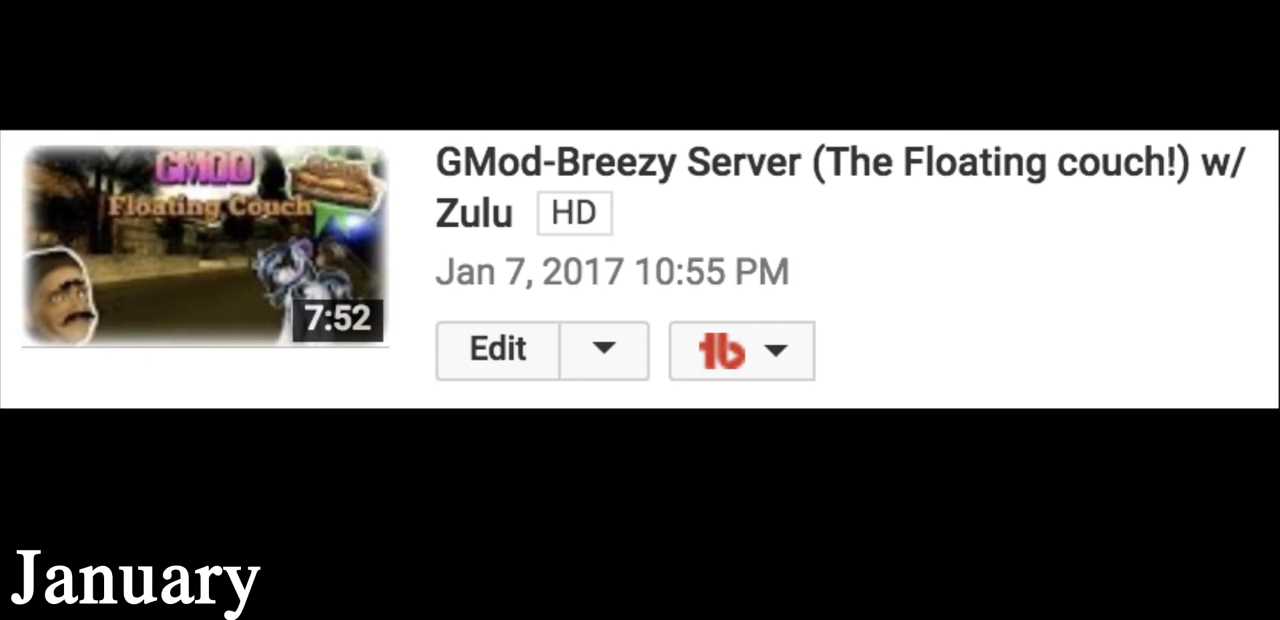 GMOD
Floating Couch
7:52
GMod-Breezy Server (The Floating couch!) w/
Zulu HD
Jan 7, 2017 10:55 PM
Edit
January